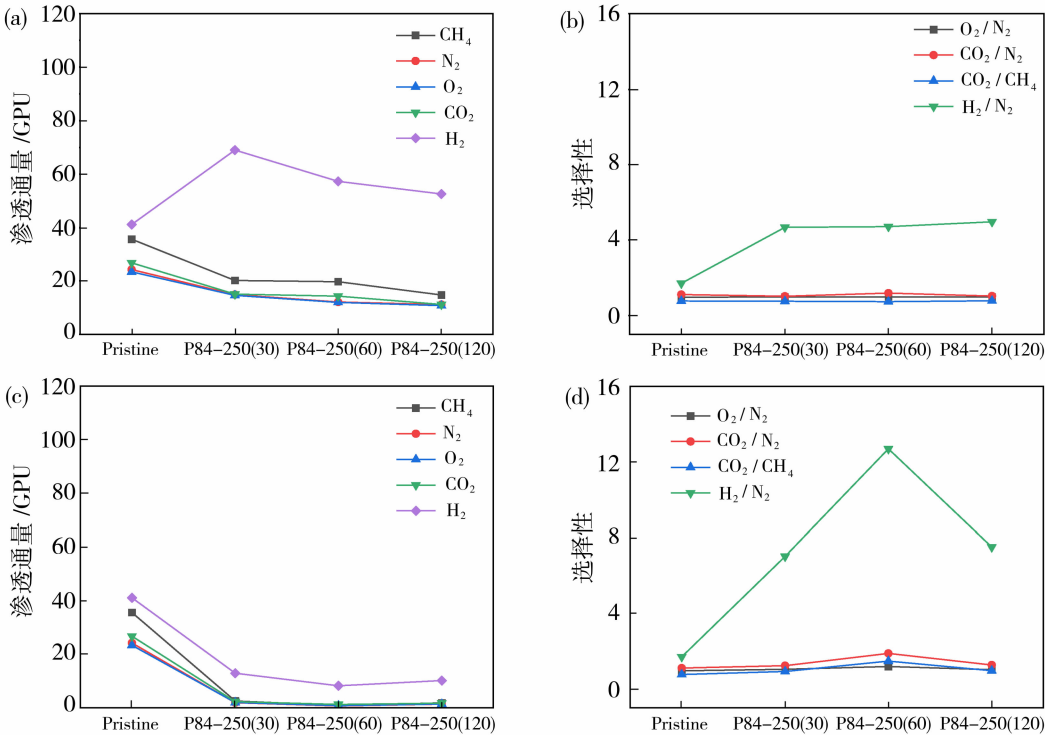 (a)
120
100
80
60
40
20
0
渗透通量/GPU
CH₄
N₂
O₂
CO₂
H₂
Pristine P84-250(30) P84-250(60) P84-250(120)
(b)
16
12
8
4
0
选择性
O₂/N₂
CO₂/N₂
CO₂/CH₄
H₂/N₂
Pristine P84-250(30) P84-250(60) P84-250(120)
(c)
120
100
80
60
40
20
0
渗透通量/GPU
CH₄
N₂
O₂
CO₂
H₂
Pristine P84-250(30) P84-250(60) P84-250(120)
(d)
16
12
8
4
0
选择性
O₂/N₂
CO₂/N₂
CO₂/CH₄
H₂/N₂
Pristine P84-250(30) P84-250(60) P84-250(120)